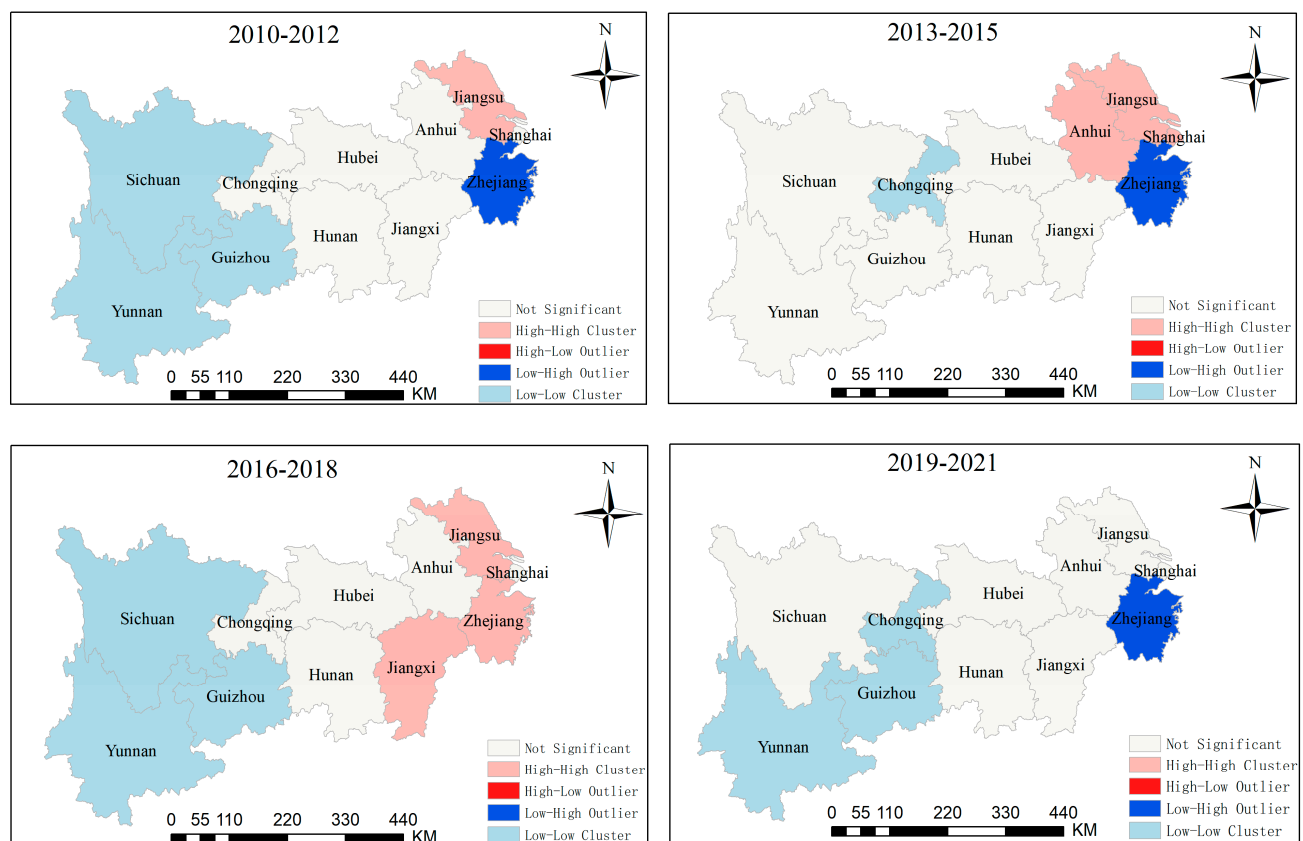 2010-2012
N
Jiangsu
Anhui
Shanghai
Hubei
Sichuan
Chongqing
Zhejiang
Jiangxi
Hunan
Guizhou
Yunnan
Not Significant
High-High Cluster
High-Low Outlier
Low-High Outlier
Low-Low Cluster
0 55 110 220 330 440
KM
2013-2015
N
Jiangsu
Anhui
Shanghai
Hubei
Sichuan
Chongqing
Zhejiang
Jiangxi
Hunan
Guizhou
Yunnan
Not Significant
High-High Cluster
High-Low Outlier
Low-High Outlier
Low-Low Cluster
0 55 110 220 330 440
KM
2016-2018
N
Jiangsu
Anhui
Shanghai
Hubei
Sichuan
Chongqing
Zhejiang
Jiangxi
Hunan
Guizhou
Yunnan
Not Significant
High-High Cluster
High-Low Outlier
Low-High Outlier
Low-Low Cluster
0 55 110 220 330 440
KM
2019-2021
N
Jiangsu
Anhui
Shanghai
Hubei
Sichuan
Chongqing
Zhejiang
Jiangxi
Hunan
Guizhou
Yunnan
Not Significant
High-High Cluster
High-Low Outlier
Low-High Outlier
Low-Low Cluster
0 55 110 220 330 440
KM